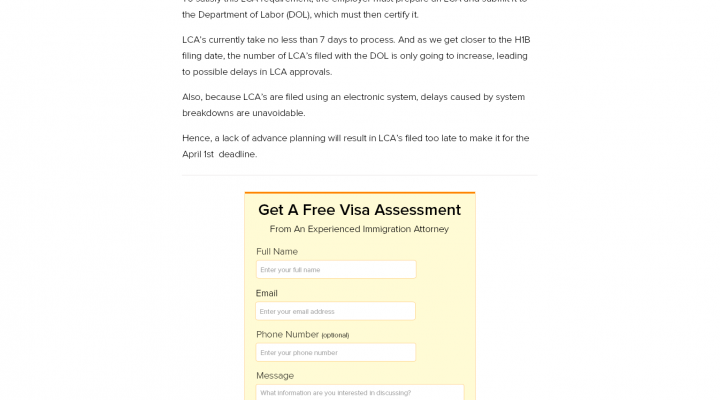 the Department of Labor (DOL), which must then certify it.
LCA's currently take no less than 7 days to process. And as we get closer to the H1B
filing date, the number of LCA's filed with the DOL is only going to increase, leading
to possible delays in LCA approvals.
Also, because LCA's are filed using an electronic system, delays caused by system
breakdowns are unavoidable.
Hence, a lack of advance planning will result in LCA's filed too late to make it for the
April 1st deadline.
Get A Free Visa Assessment
From An Experienced Immigration Attorney
Full Name
Enter your full name
Email
Enter your email address
Phone Number (optional)
Enter your phone number
Message
What information are you interested in discussing?